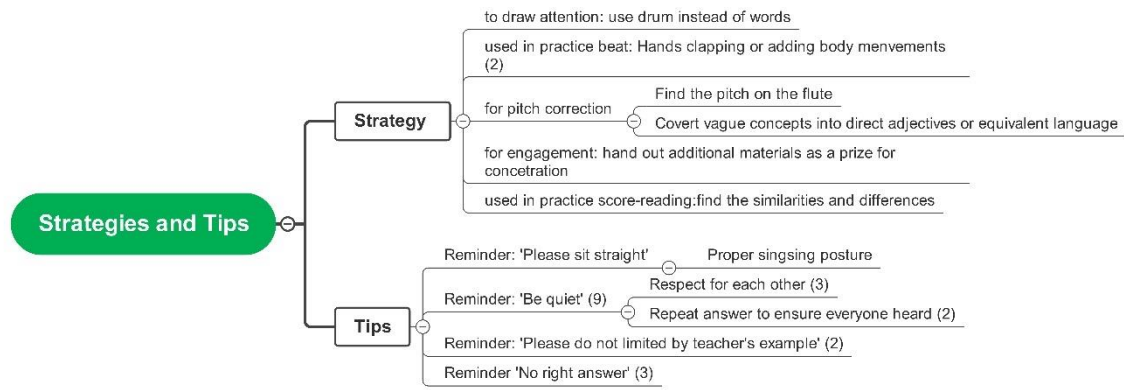 Strategies and Tips
Strategy
to draw attention: use drum instead of words
used in practice beat: Hands clapping or adding body menvements
(2)
for pitch correction
Find the pitch on the flute
Covert vague concepts into direct adjectives or equivalent language
for engagement: hand out additional materials as a prize for
concetration
used in practice score-reading:find the similarities and differences
Tips
Reminder: 'Please sit straight'
Proper singsing posture
Reminder: 'Be quiet' (9)
Respect for each other (3)
Repeat answer to ensure everyone heard (2)
Reminder: 'Please do not limited by teacher's example' (2)
Reminder 'No right answer' (3)